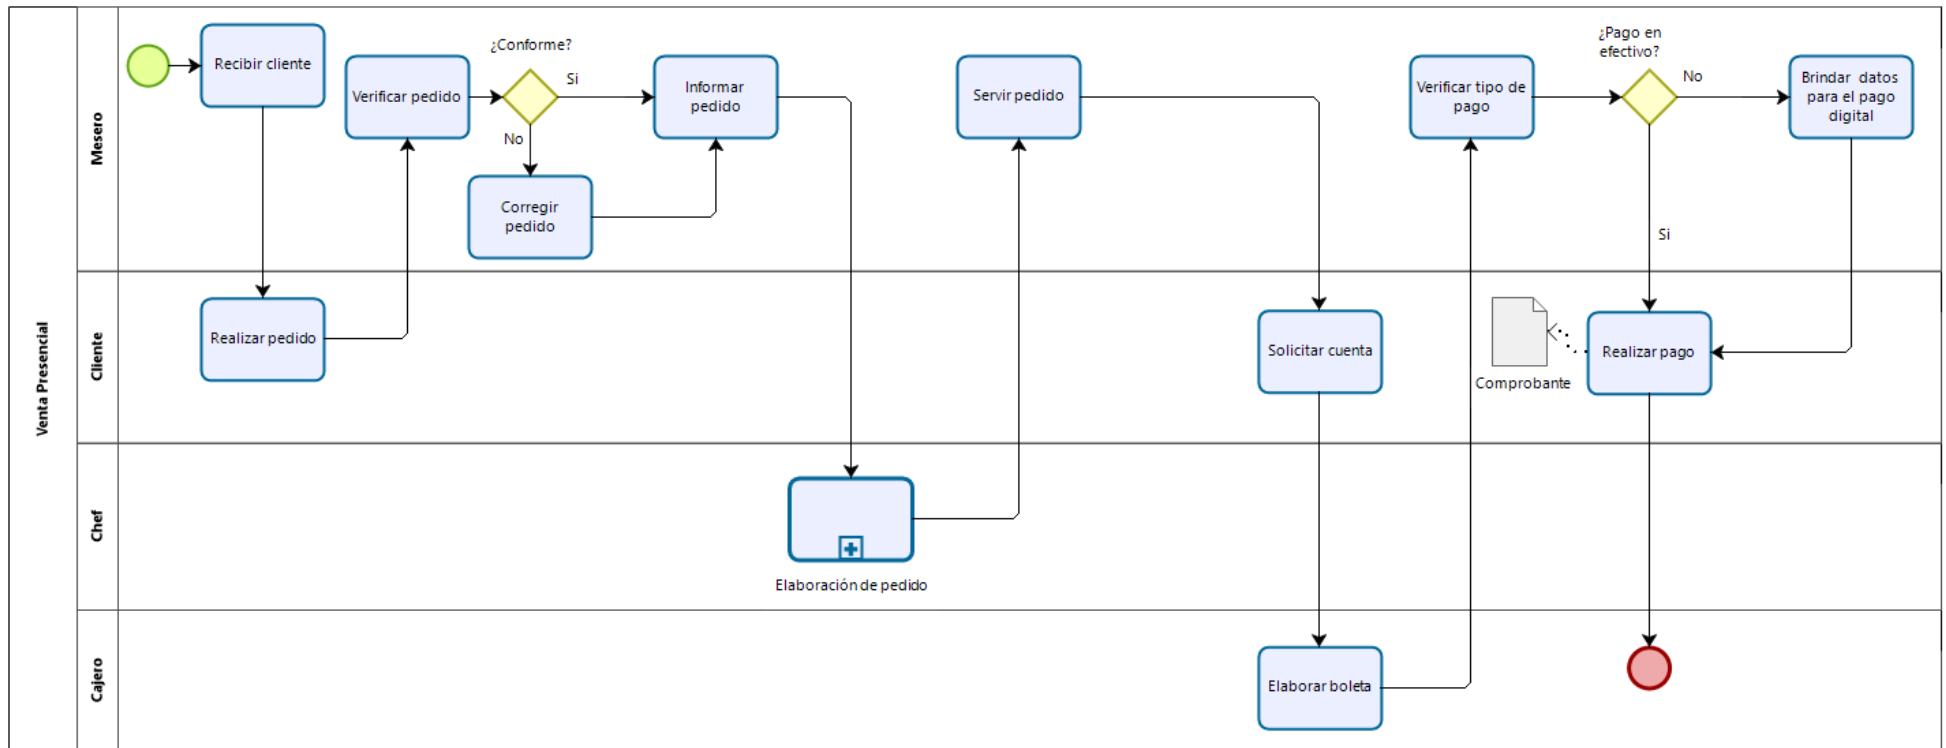 Venta Presencial
Mesero
Recibir cliente
Verificar pedido
¿Conforme?
Si
No
Corregir
pedido
Informar
pedido
Servir pedido
Verificar tipo de
pago
¿Pago en
efectivo?
No
Si
Brindar datos
para el pago
digital
Cliente
Realizar pedido
Solicitar cuenta
Comprobante
Realizar pago
Chef
Elaboración de pedido
Cajero
Elaborar boleta